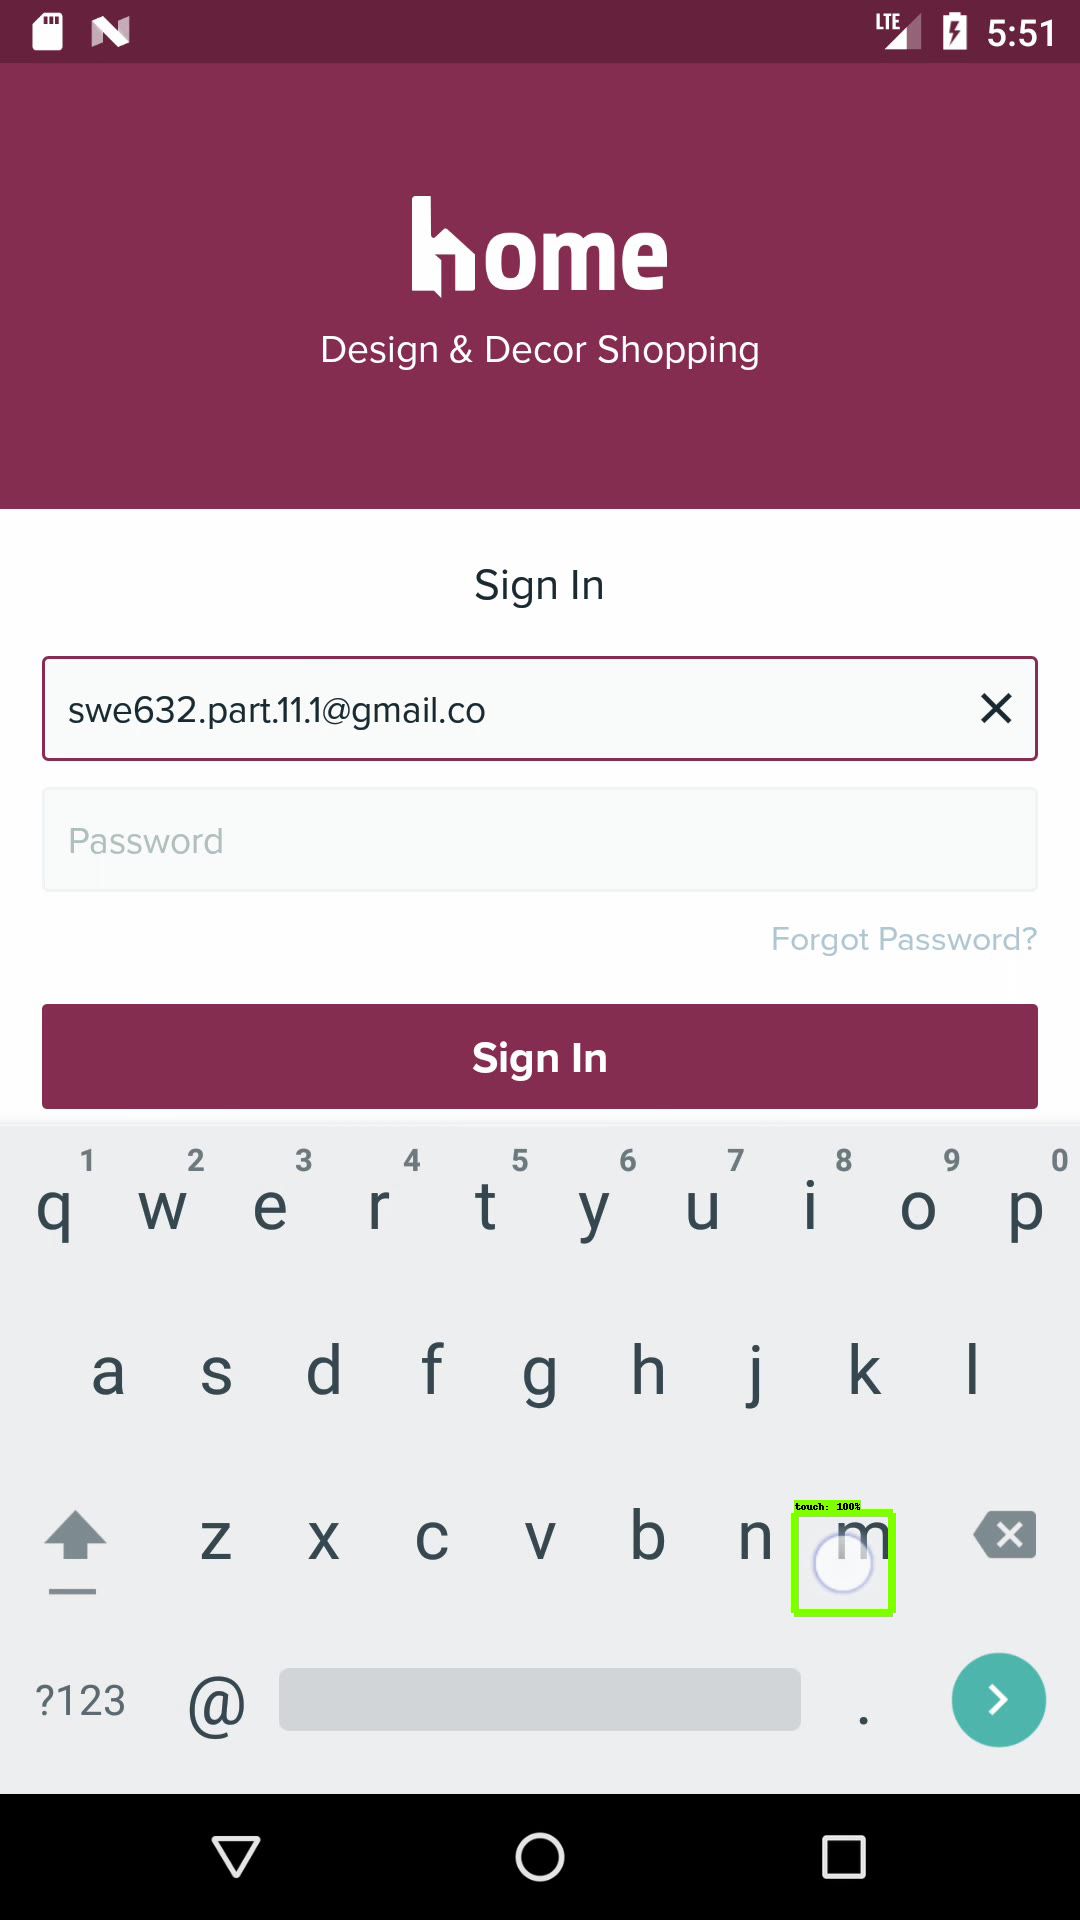 LTE 5:51
home
Design & Decor Shopping
Sign In
swe632.part.11.1@gmail.co
Password
Forgot Password?
Sign In
1 2 3 4 5 6 7 8 9 0
q w e r t y u i o p
a s d f g h j k l
touch: 100%
z x c v b n m
?123 @ .